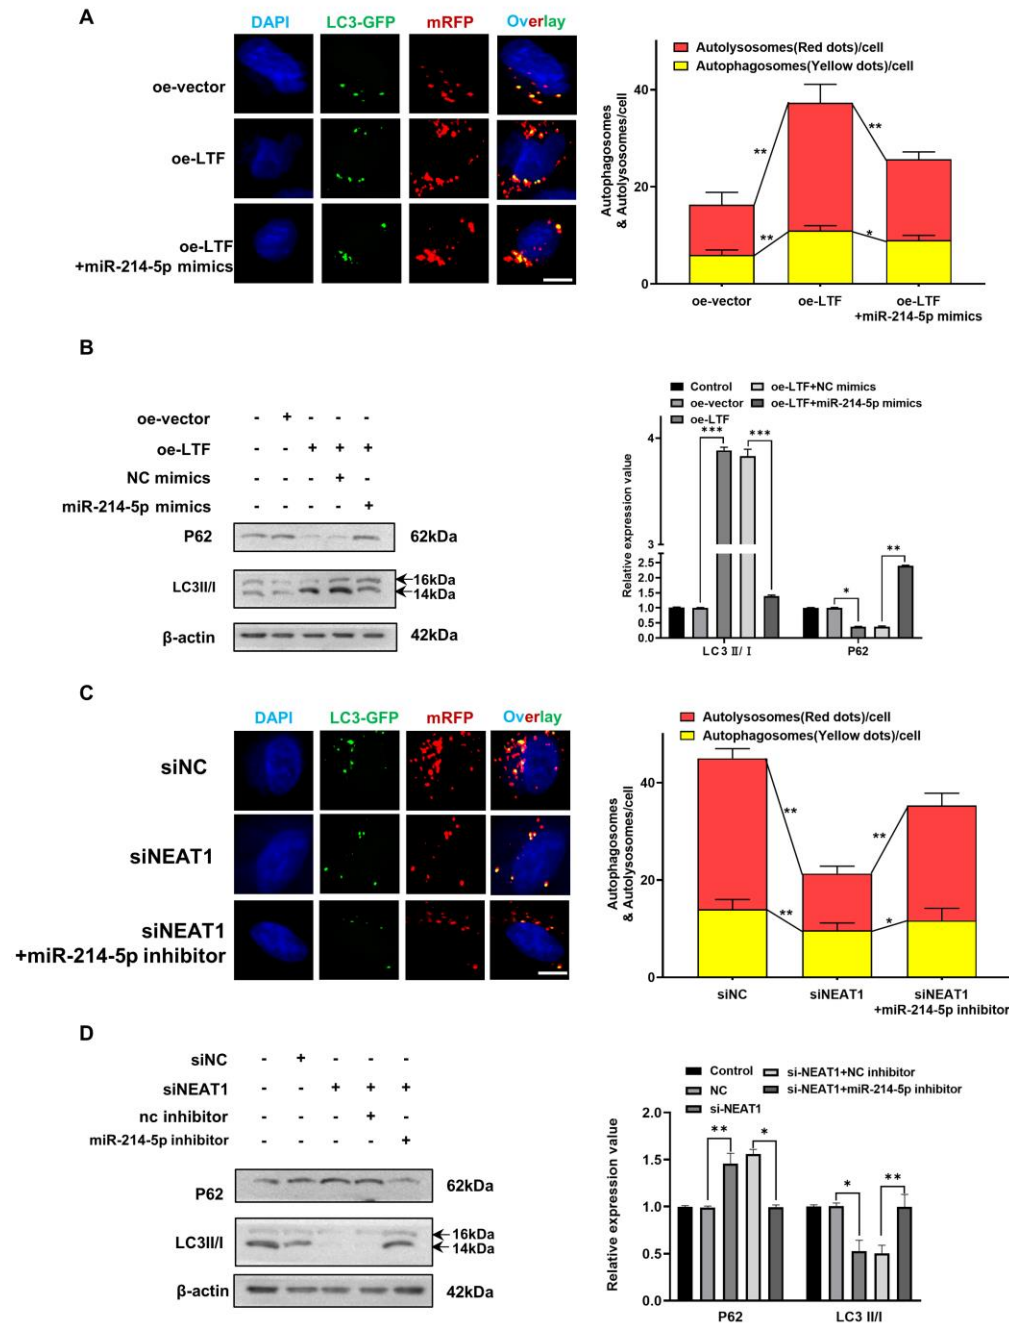 A
DAPI LC3-GFP mRFP Overlay
oe-vector
oe-LTF
oe-LTF
+miR-214-5p mimics
Autolysosomes(Red dots)/cell
Autophagosomes(Yellow dots)/cell
Autophagosomes
& Autolysosomes/cell
40
20
0
** ** ** *
oe-vector oe-LTF oe-LTF
+miR-214-5p mimics
B
oe-vector - + - - -
oe-LTF - - + + +
NC mimics - - - + -
miR-214-5p mimics - - - - +
P62 62kDa
LC3II/I 16kDa
14kDa
β-actin 42kDa
Control
oe-vector
oe-LTF
oe-LTF+NC mimics
oe-LTF+miR-214-5p mimics
Relative expression value
4
3
2.5
2.0
1.5
1.0
0.5
0.0
*** *** * **
LC3 II/ I P62
C
DAPI LC3-GFP mRFP Overlay
siNC
siNEAT1
siNEAT1
+miR-214-5p inhibitor
Autolysosomes(Red dots)/cell
Autophagosomes(Yellow dots)/cell
Autophagosomes
& Autolysosomes/cell
40
20
0
** ** ** *
siNC siNEAT1 siNEAT1
+miR-214-5p inhibitor
D
siNC - + - - -
siNEAT1 - - + + +
nc inhibitor - - - + -
miR-214-5p inhibitor - - - - +
P62 62kDa
LC3II/I 16kDa
14kDa
β-actin 42kDa
Control
NC
si-NEAT1
si-NEAT1+NC inhibitor
si-NEAT1+miR-214-5p inhibitor
Relative expression value
2.0
1.5
1.0
0.5
0.0
** * * **
P62 LC3 II/I